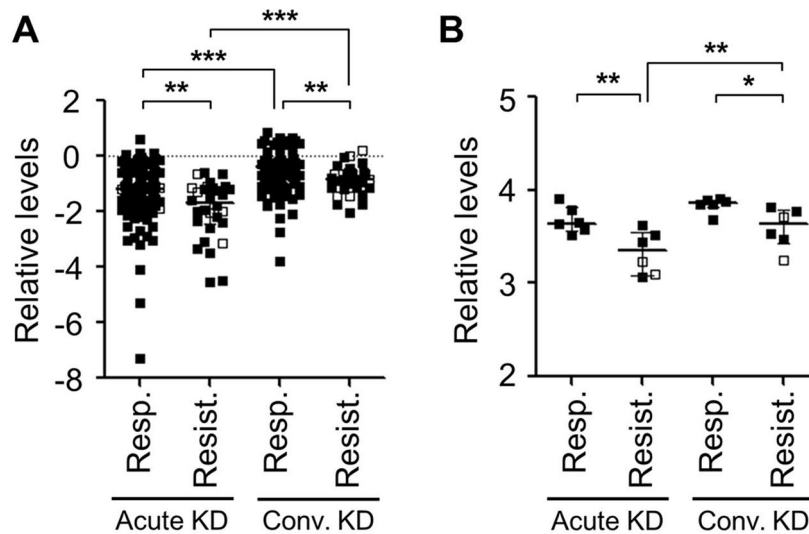 A
***
***
**
**
2
0
-2
-4
-6
-8
Relative levels
Resp.
Resist.
Resp.
Resist.
Acute KD
Conv. KD
B
**
**
*
5
4
3
2
Relative levels
Resp.
Resist.
Resp.
Resist.
Acute KD
Conv. KD